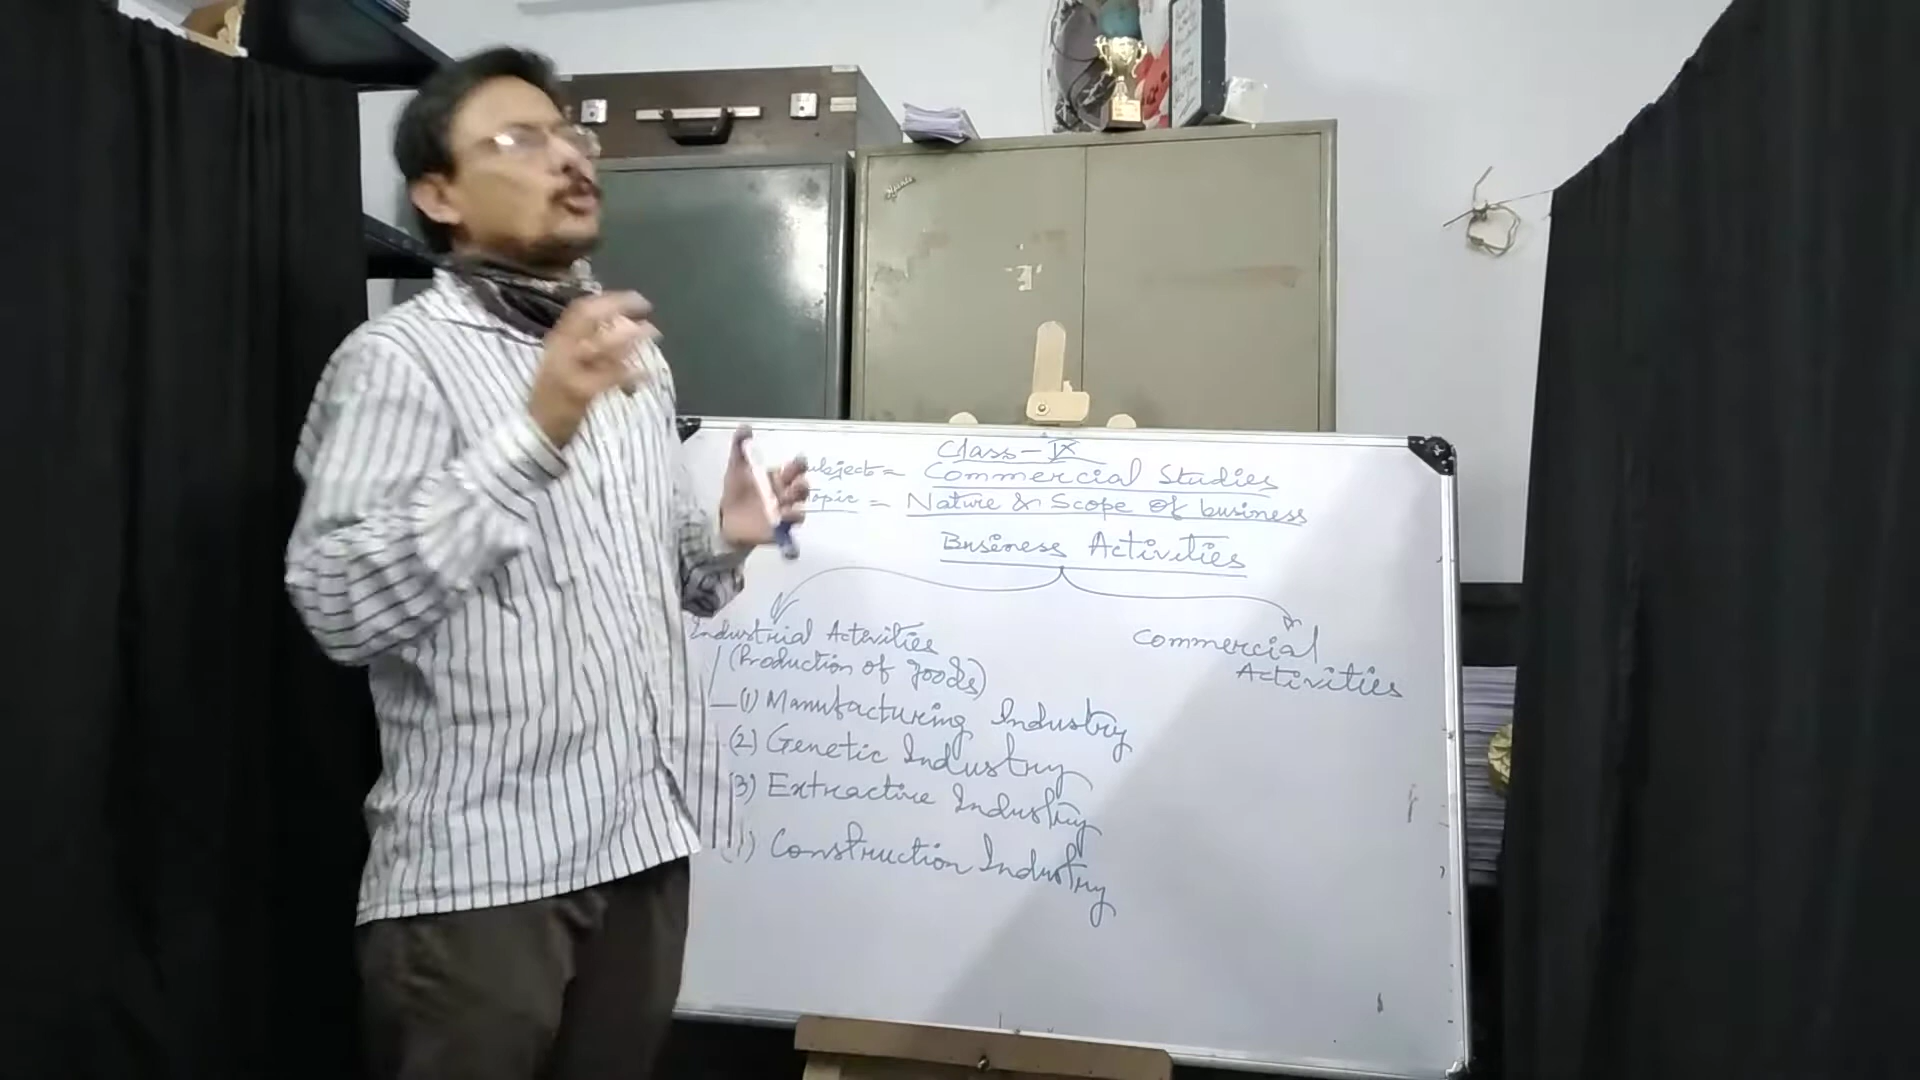 Class-IX
Subject = Commercial Studies
Topic = Nature & Scope of business
Business Activities
Industrial Activities
(Production of goods)
Commercial
Activities
(1) Manufacturing Industry
(2) Genetic Industry
(3) Extractive Industry
Construction Industry